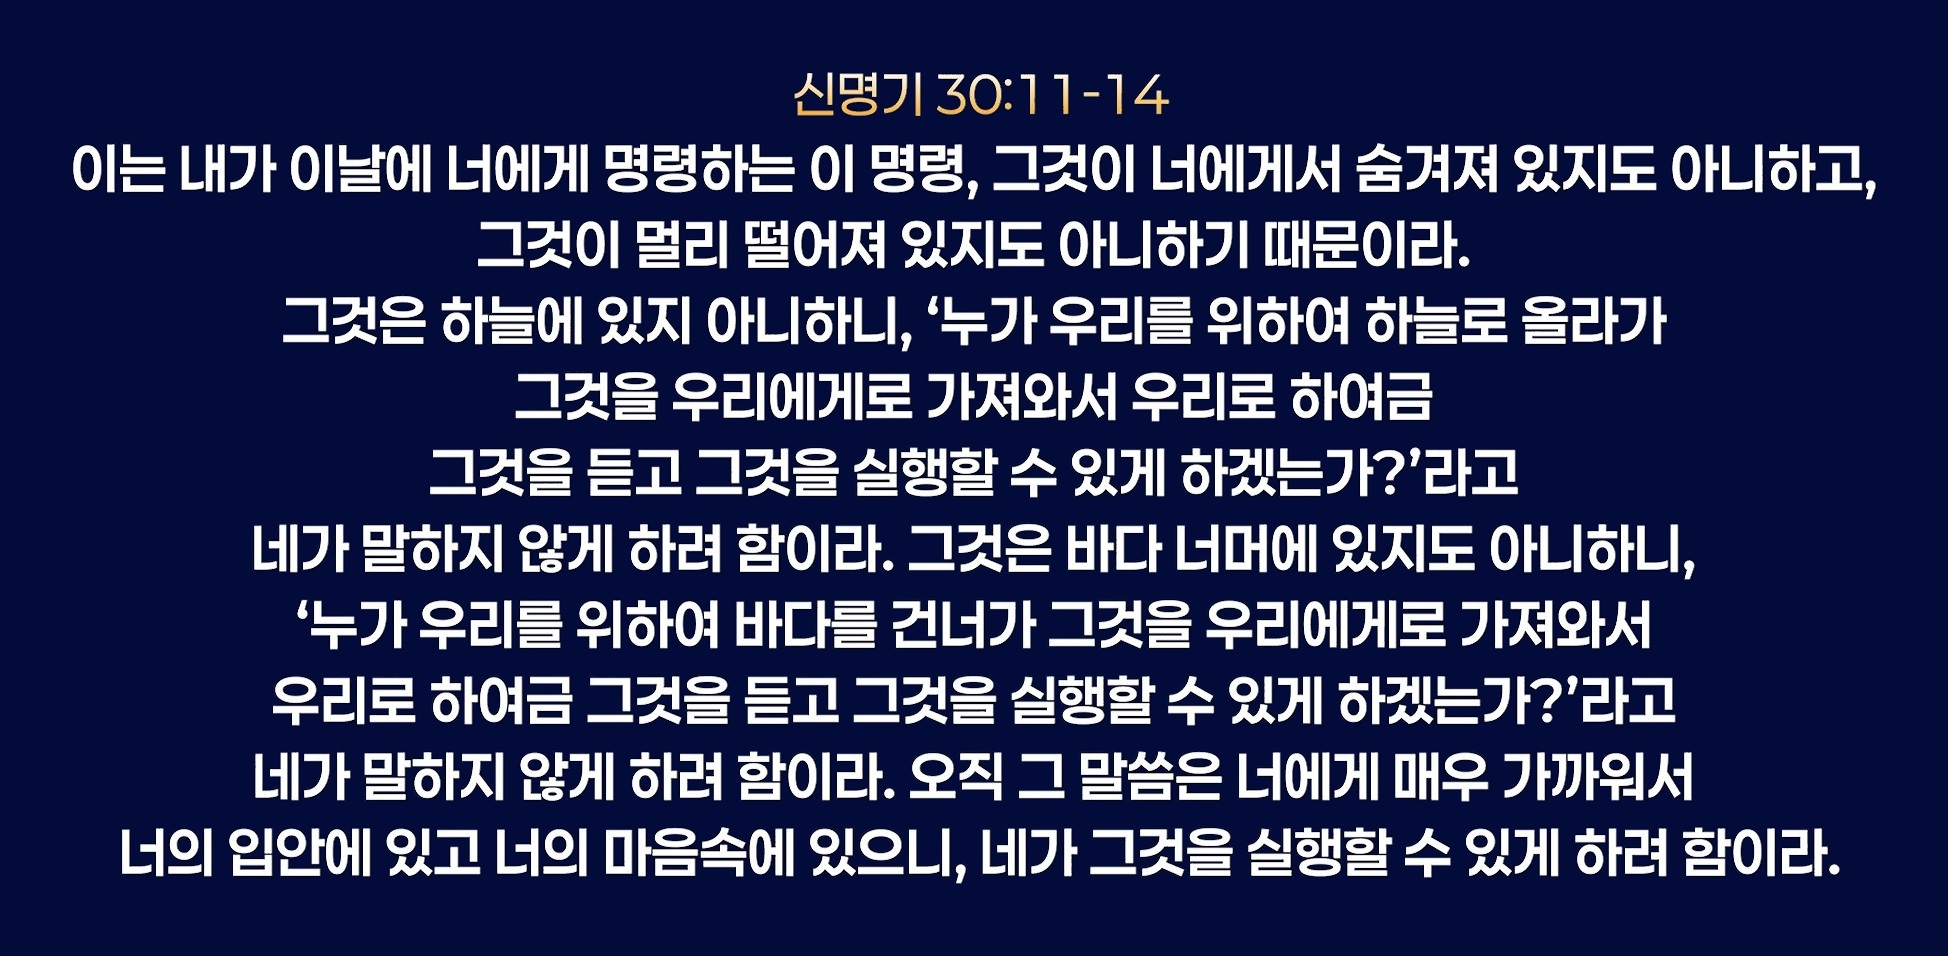 신명기 30:11-14
이는 내가 이날에 너에게 명령하는 이 명령, 그것이 너에게서 숨겨져 있지도 아니하고,
그것이 멀리 떨어져 있지도 아니하기 때문이라.
그것은 하늘에 있지 아니하니, ‘누가 우리를 위하여 하늘로 올라가
그것을 우리에게로 가져와서 우리로 하여금
그것을 듣고 그것을 실행할 수 있게 하겠는가?’라고
네가 말하지 않게 하려 함이라. 그것은 바다 너머에 있지도 아니하니,
‘누가 우리를 위하여 바다를 건너가 그것을 우리에게로 가져와서
우리로 하여금 그것을 듣고 그것을 실행할 수 있게 하겠는가?’라고
네가 말하지 않게 하려 함이라. 오직 그 말씀은 너에게 매우 가까워서
너의 입안에 있고 너의 마음속에 있으니, 네가 그것을 실행할 수 있게 하려 함이라.